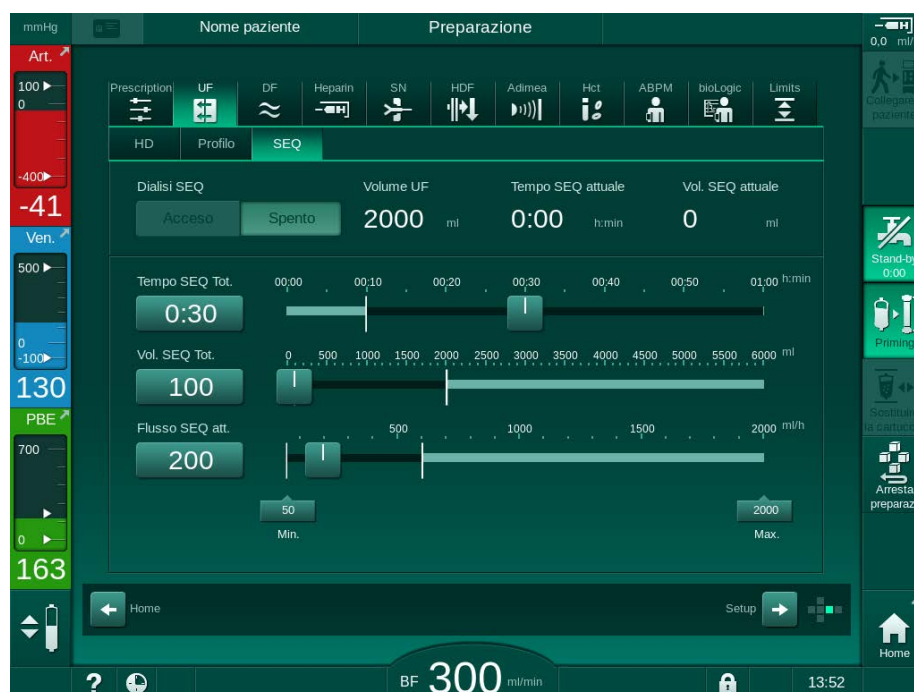 mmHg
Nome paziente
Preparazione
0,0 ml/
Art.
100
0
-400
-41
Ven.
500
0
-100
130
PBE
700
0
163
Prescription UF DF Heparin SN HDF Adimea Hct ABPM bioLogic Limits
HD Profilo SEQ
Dialisi SEQ Volume UF Tempo SEQ attuale Vol. SEQ attuale
Acceso Spento 2000 ml 0:00 h:min 0 ml
Tempo SEQ Tot. 00:00 00:10 00:20 00:30 00:40 00:50 01:00 h:min
0:30
Vol. SEQ Tot. 0 500 1000 1500 2000 2500 3000 3500 4000 4500 5000 5500 6000 ml
100
Flusso SEQ att. 500 1000 1500 2000 ml/h
200
50 2000
Min. Max.
Home Setup
Collegare
paziente
Stand-by
0:00
Priming
Sostituir
la cartucc
Arresta
preparaz
Home
? BF 300 ml/min 13:52